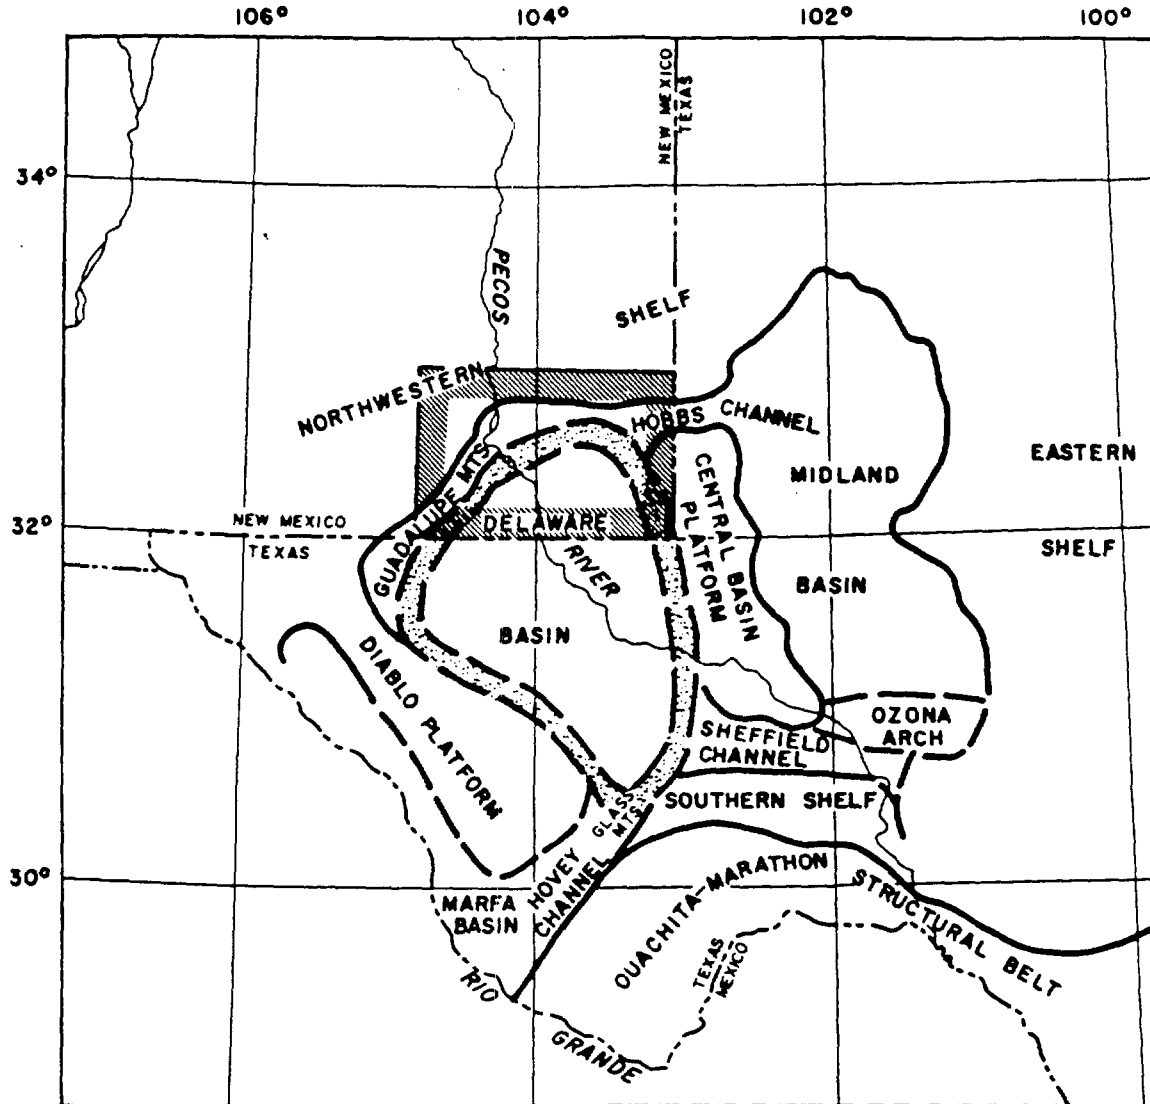 106° 104° 102° 100°
NEW MEXICO
TEXAS
34°
PECOS
SHELF
NORTHWESTERN
HOBBS CHANNEL
GUADALUPE MTS
CENTRAL BASIN
PLATFORM
MIDLAND
EASTERN
32°
NEW MEXICO
TEXAS
DELAWARE
RIVER
SHELF
BASIN
BASIN
DIABLO PLATFORM
OZONA
ARCH
SHEFFIELD
CHANNEL
GLASS
MTS
SOUTHERN SHELF
30°
HOVEY
CHANNEL
MARFA
BASIN
OUACHITA-MARATHON STRUCTURAL BELT
TEXAS
MEXICO
RIO GRANDE